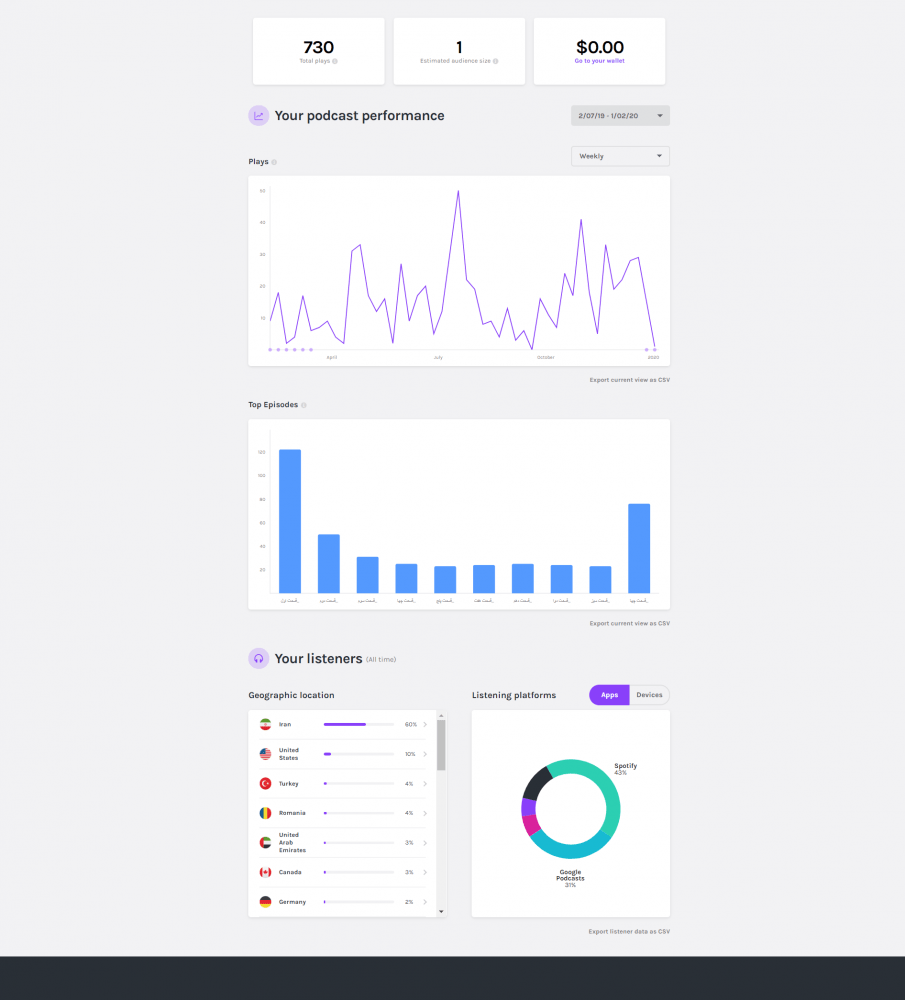 730
Total plays
1
Estimated audience size
$0.00
Go to your wallet
Your podcast performance
2/07/19 - 1/02/20
Plays
Weekly
50
40
30
20
10
April
July
October
2020
Export current view as CSV
Top Episodes
120
100
80
60
40
20
Export current view as CSV
Your listeners (All time)
Geographic location
Listening platforms
Apps
Devices
Iran 60%
United
States
10%
Turkey 4%
Romania 4%
United
Arab
Emirates
3%
Canada 3%
Germany 2%
Spotify
43%
Google
Podcasts
31%
Export listener data as CSV